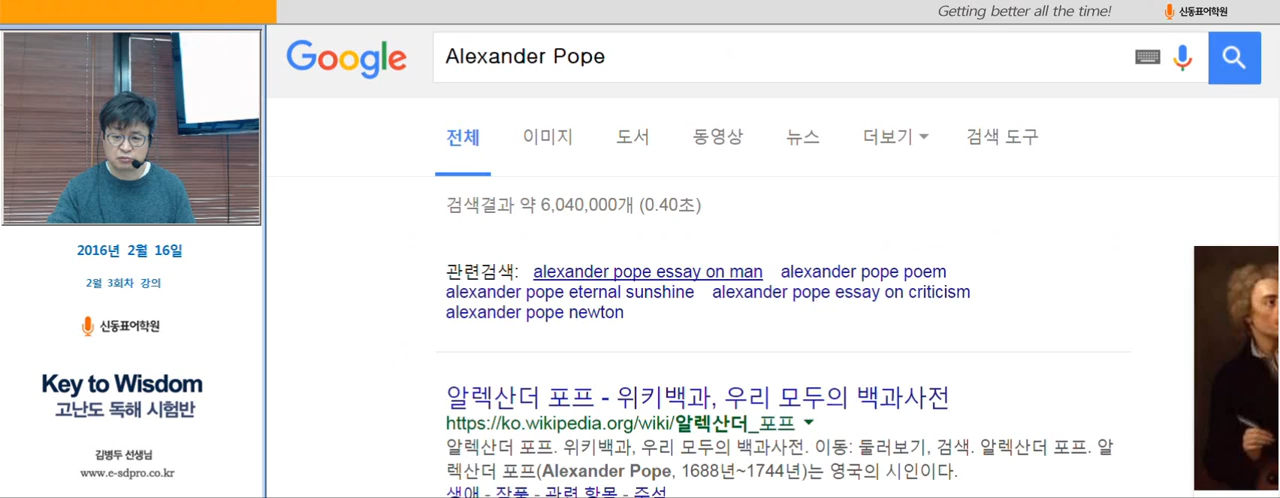 Getting better all the time! 신동표어학원
Google Alexander Pope
전체 이미지 도서 동영상 뉴스 더보기 검색 도구
검색결과 약 6,040,000개 (0.40초)
관련검색: alexander pope essay on man alexander pope poem
alexander pope eternal sunshine alexander pope essay on criticism
alexander pope newton
알렉산더 포프 - 위키백과, 우리 모두의 백과사전
https://ko.wikipedia.org/wiki/알렉산더_포프
알렉산더 포프. 위키백과, 우리 모두의 백과사전. 이동: 둘러보기, 검색. 알렉산더 포프. 알
렉산더 포프(Alexander Pope, 1688년~1744년)는 영국의 시인이다.
생애 - 작품 - 관련 항목 - 주석
2016년 2월 16일
2월 3회차 강의
신동표어학원
Key to Wisdom
고난도 독해 시험반
김병두 선생님
www.e-sdpro.co.kr